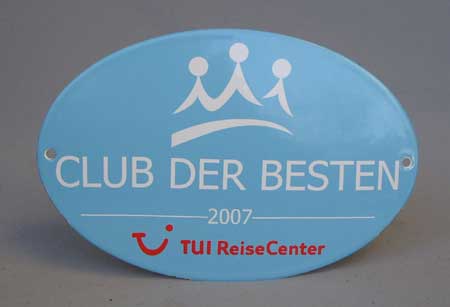 CLUB DER BESTEN
2007
TUI ReiseCenter